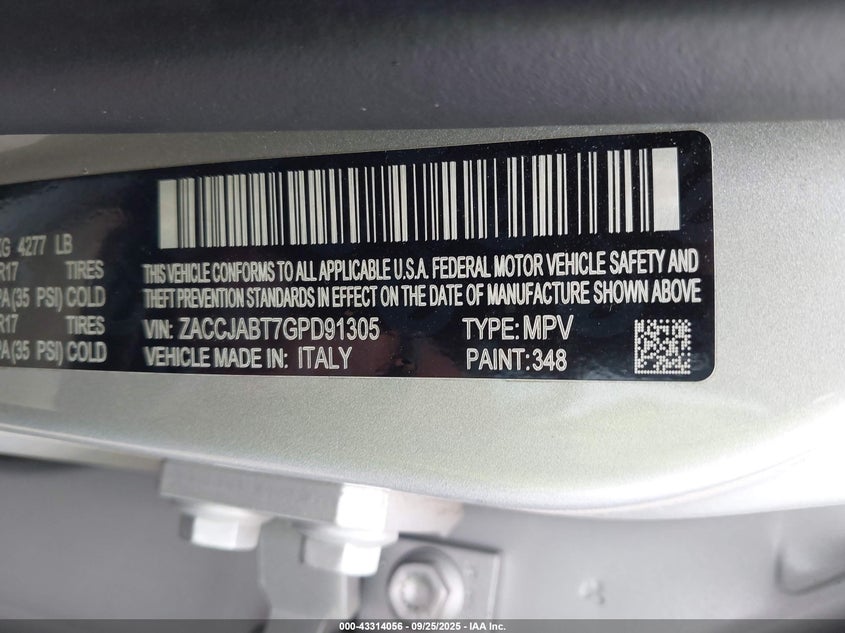 KG 4277 LB
R17 TIRES
PA(35 PSI) COLD
R17 TIRES
PA(35 PSI) COLD
THIS VEHICLE CONFORMS TO ALL APPLICABLE U.S.A. FEDERAL MOTOR VEHICLE SAFETY AND
THEFT PREVENTION STANDARDS IN EFFECT ON THE DATE OF MANUFACTURE SHOWN ABOVE
VIN: ZACCJABT7GPD91305 TYPE: MPV
VEHICLE MADE IN: ITALY PAINT: 348
000-43314056 - 09/25/2025 - IAA Inc.